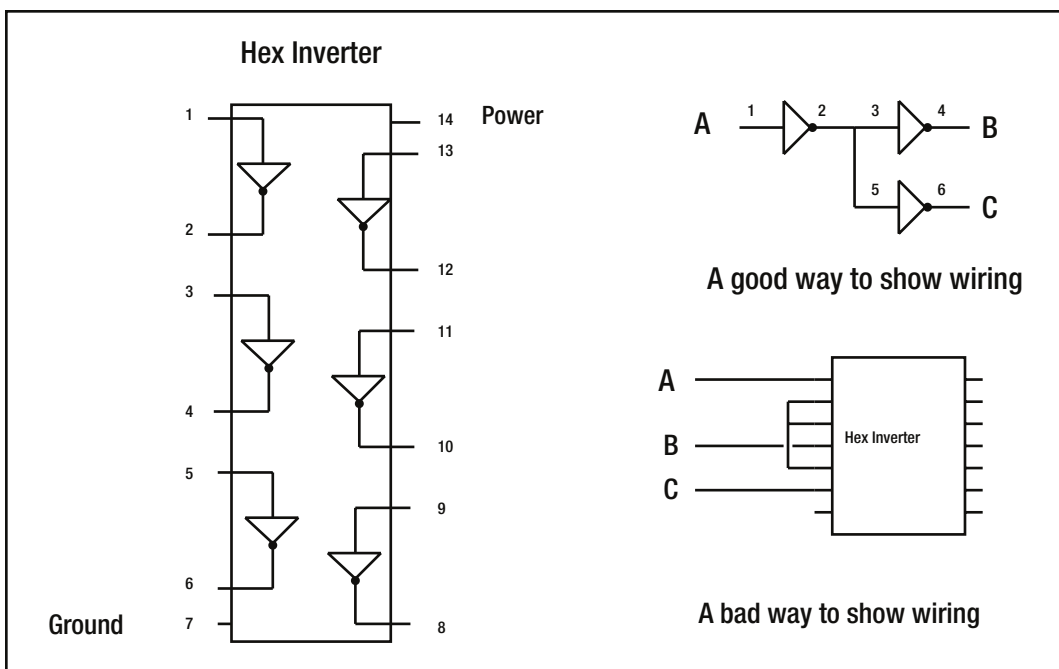 Hex Inverter
1
2
3
4
5
6
7
Ground
14
Power
13
12
11
10
9
8
A
1
2
3
4
B
5
6
C
A good way to show wiring
A
B
C
Hex Inverter
A bad way to show wiring